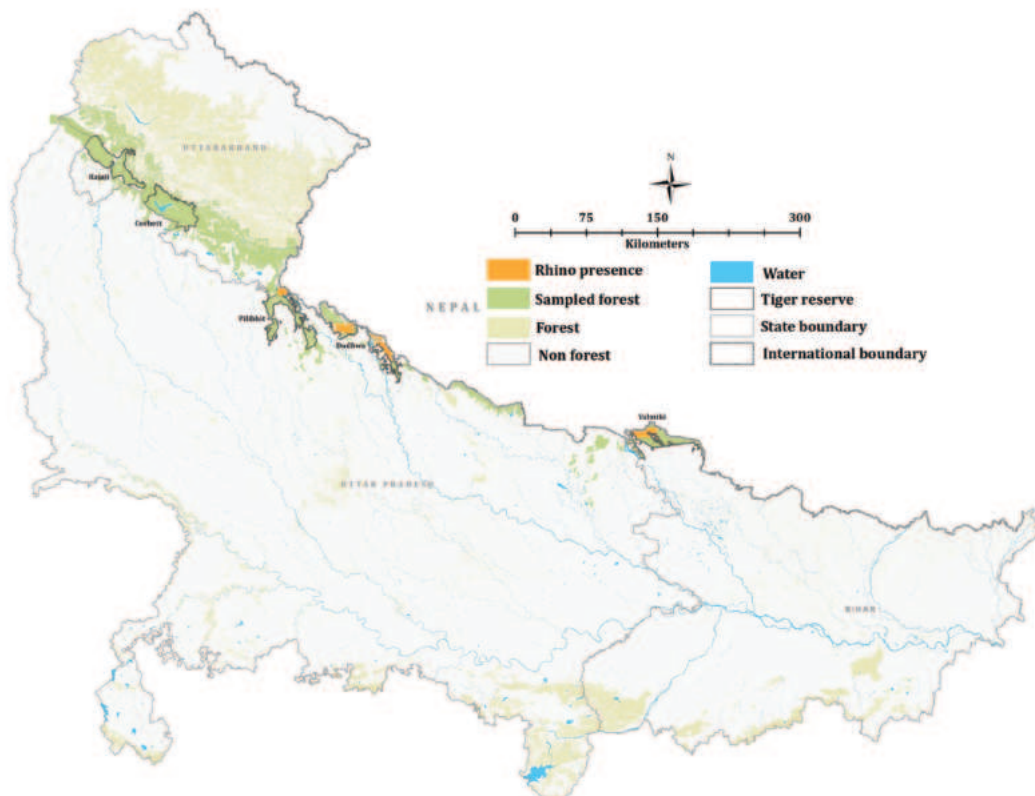 UTTARAKHAND
Rajaji
Corbett
N
0 75 150 300
Kilometers
Rhino presence
Sampled forest
Forest
Non forest
Water
Tiger reserve
State boundary
International boundary
NEPAL
Pilibhit
Dudhwa
Valmiki
UTTAR PRADESH
BIHAR